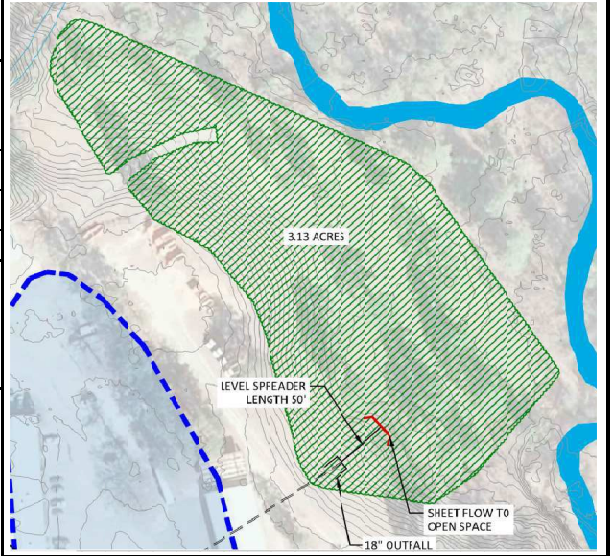 3.13 ACRES
LEVEL SPREADER
LENGTH 50'
SHEET FLOW TO
OPEN SPACE
18" OUTFALL